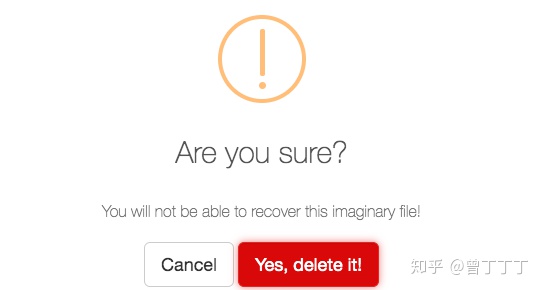 Are you sure?
You will not be able to recover this imaginary file!
Cancel
Yes, delete it!
知乎 @曾丁丁丁